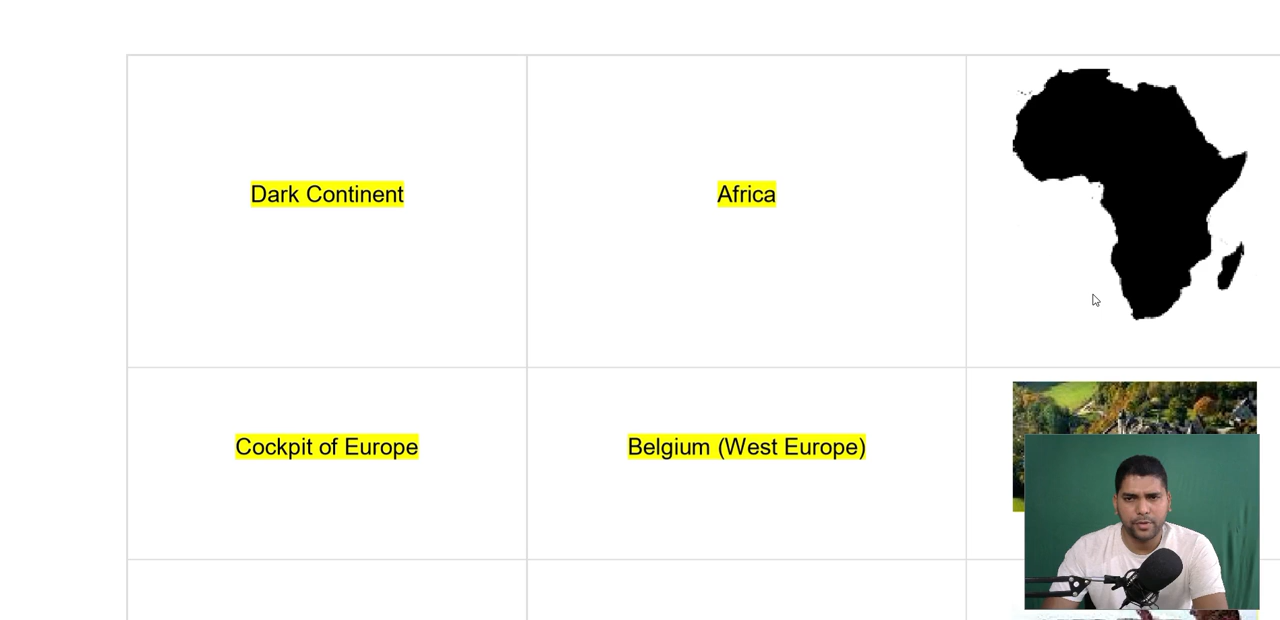 Dark Continent
Africa
Cockpit of Europe
Belgium (West Europe)